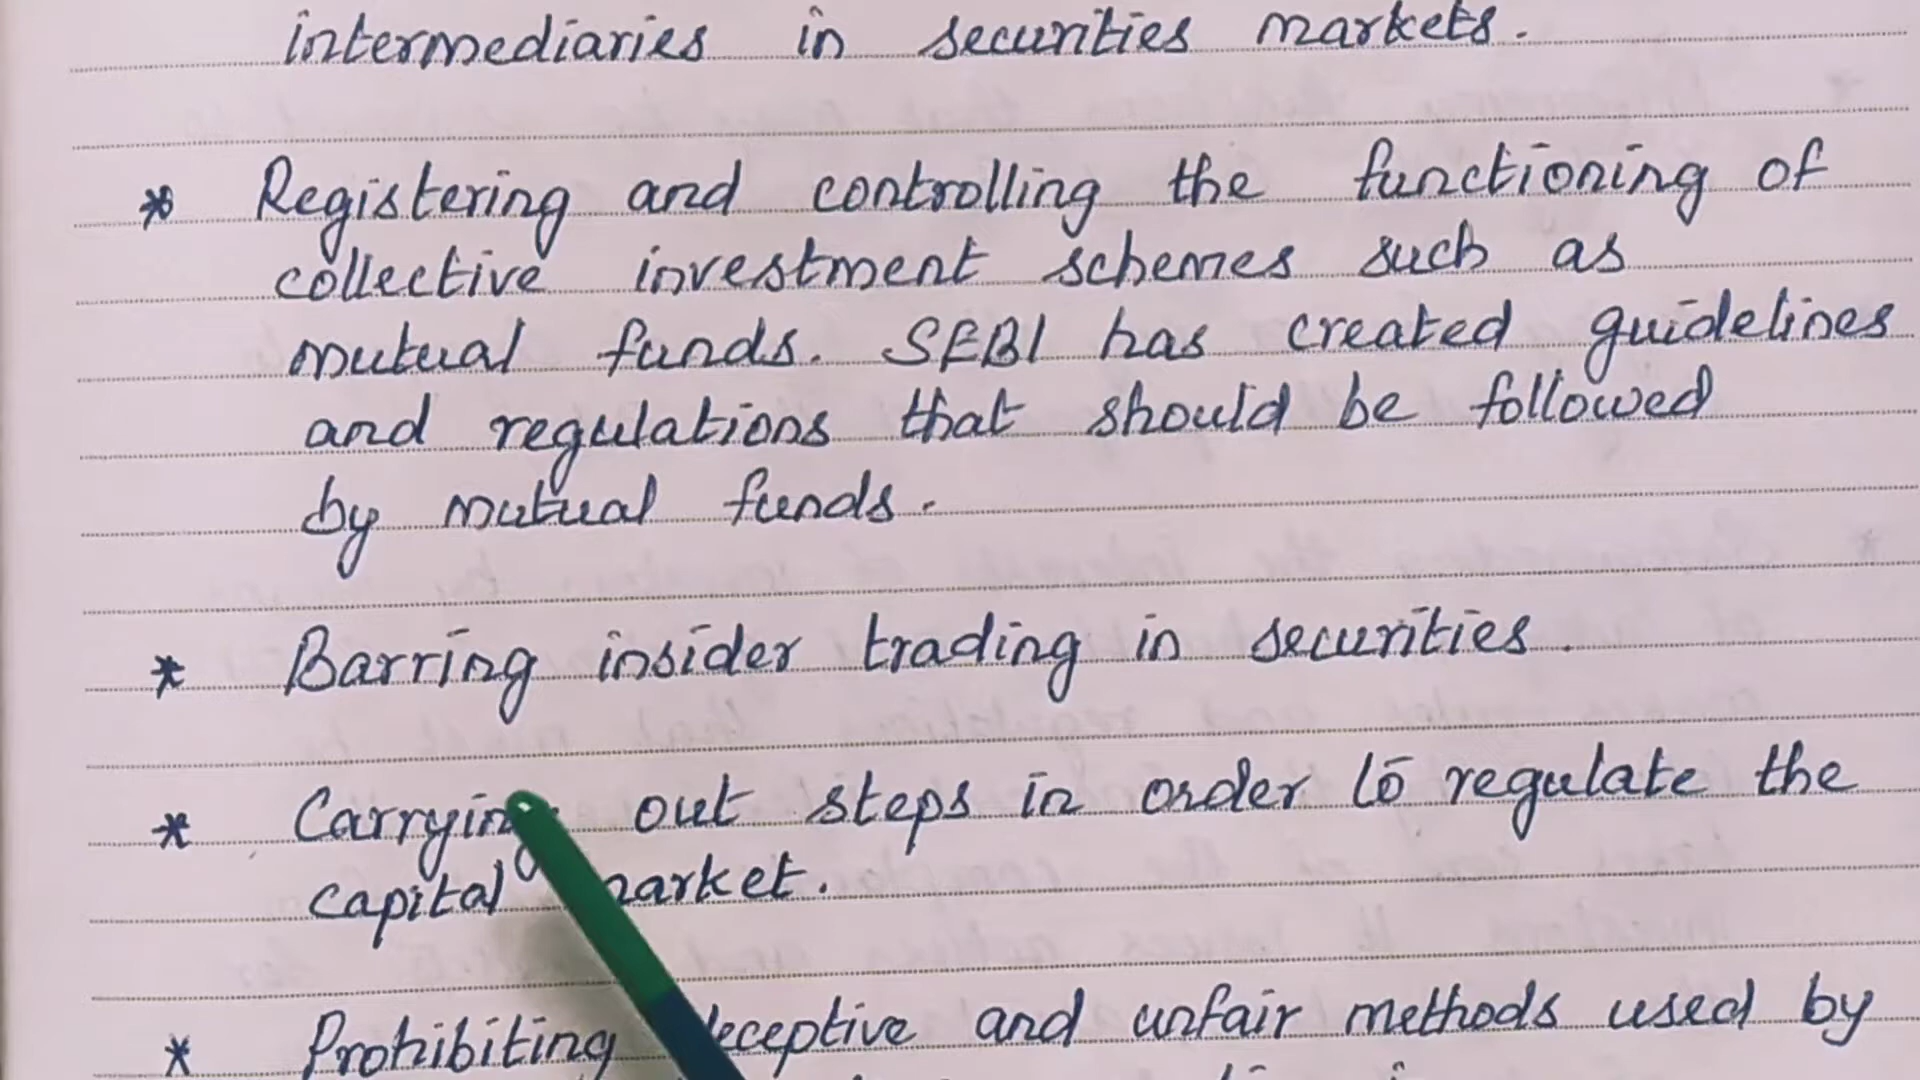 intermediaries in securities markets.
* Registering and controlling the functioning of
collective investment schemes such as
mutual funds. SEBI has created guidelines
and regulations that should be followed
by mutual funds.
* Barring insider trading in securities.
* Carrying out steps in order to regulate the
capital market.
* Prohibiting deceptive and unfair methods used by